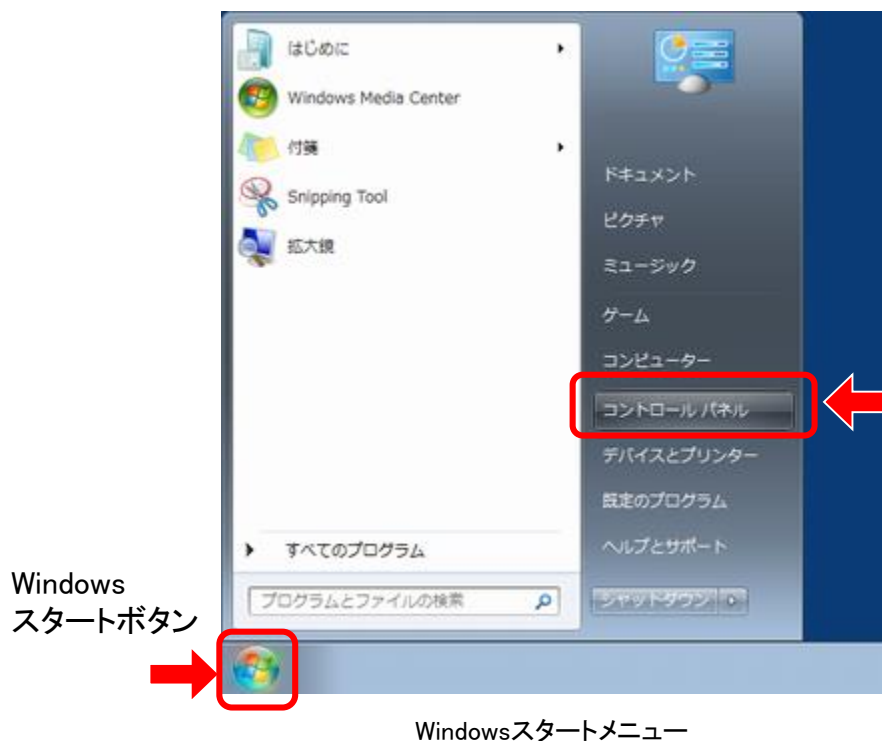 はじめに
Windows Media Center
付箋
Snipping Tool
拡大鏡
すべてのプログラム
プログラムとファイルの検索
ドキュメント
ピクチャ
ミュージック
ゲーム
コンピューター
コントロール パネル
デバイスとプリンター
既定のプログラム
ヘルプとサポート
シャットダウン
Windows
スタートボタン
Windowsスタートメニュー